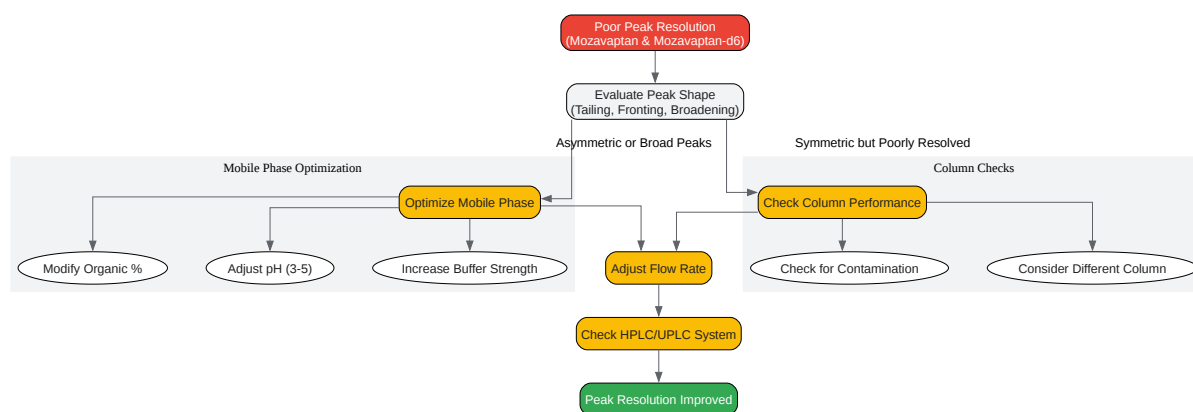 Poor Peak Resolution
(Mozavaptan & Mozavaptan-d6)
Evaluate Peak Shape
(Tailing, Fronting, Broadening)
Asymmetric or Broad Peaks
Symmetric but Poorly Resolved
Mobile Phase Optimization
Column Checks
Optimize Mobile Phase
Check Column Performance
Modify Organic %
Adjust pH (3-5)
Increase Buffer Strength
Adjust Flow Rate
Check for Contamination
Consider Different Column
Check HPLC/UPLC System
Peak Resolution Improved